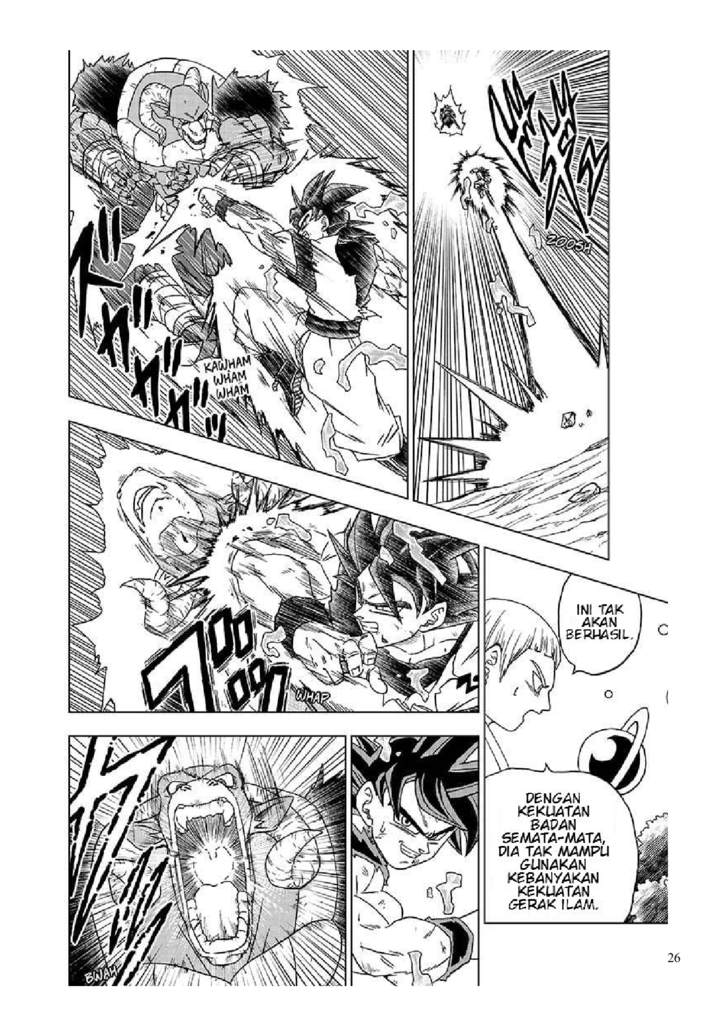 ZOOSH
KAWHAM
WHAM
WHAM
INI TAK
AKAN
BERHASIL.
WHAP
DENGAN
KEKUATAN
BADAN
SEMATA-MATA,
DIA TAK MAMPU
GUNAKAN
KEBANYAKAN
KEKUATAN
GERAK ILAM.
BWAH
26